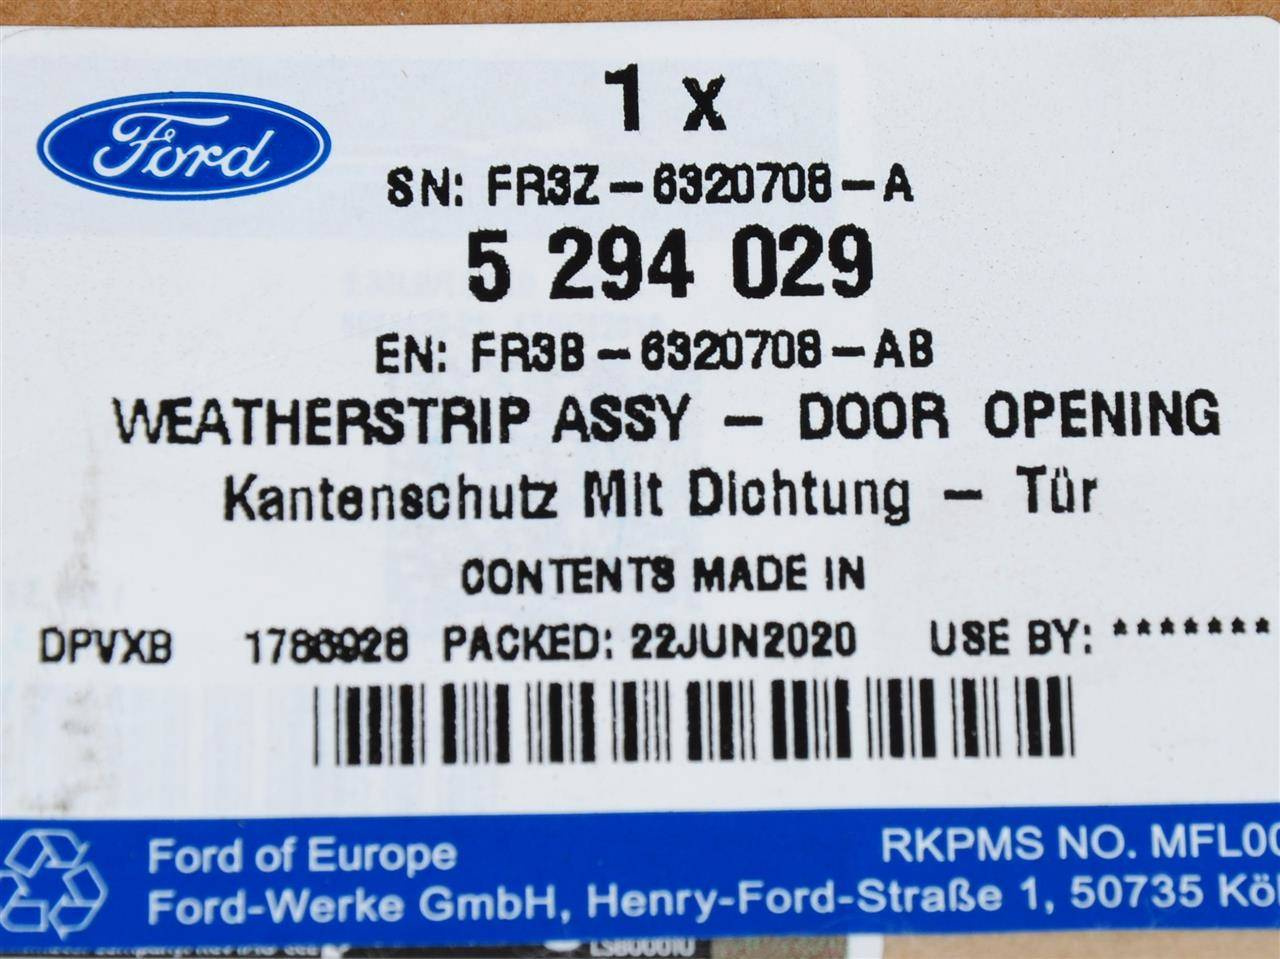 Ford
1 x
SN: FR3Z-6320708-A
5 294 029
EN: FR3B-6320708-AB
WEATHERSTRIP ASSY - DOOR OPENING
Kantenschutz Mit Dichtung - Tür
CONTENTS MADE IN
DPVXB 1786928 PACKED: 22JUN2020 USE BY: *******
Ford of Europe RKPMS NO. MFL00
Ford-Werke GmbH, Henry-Ford-Straße 1, 50735 Köl